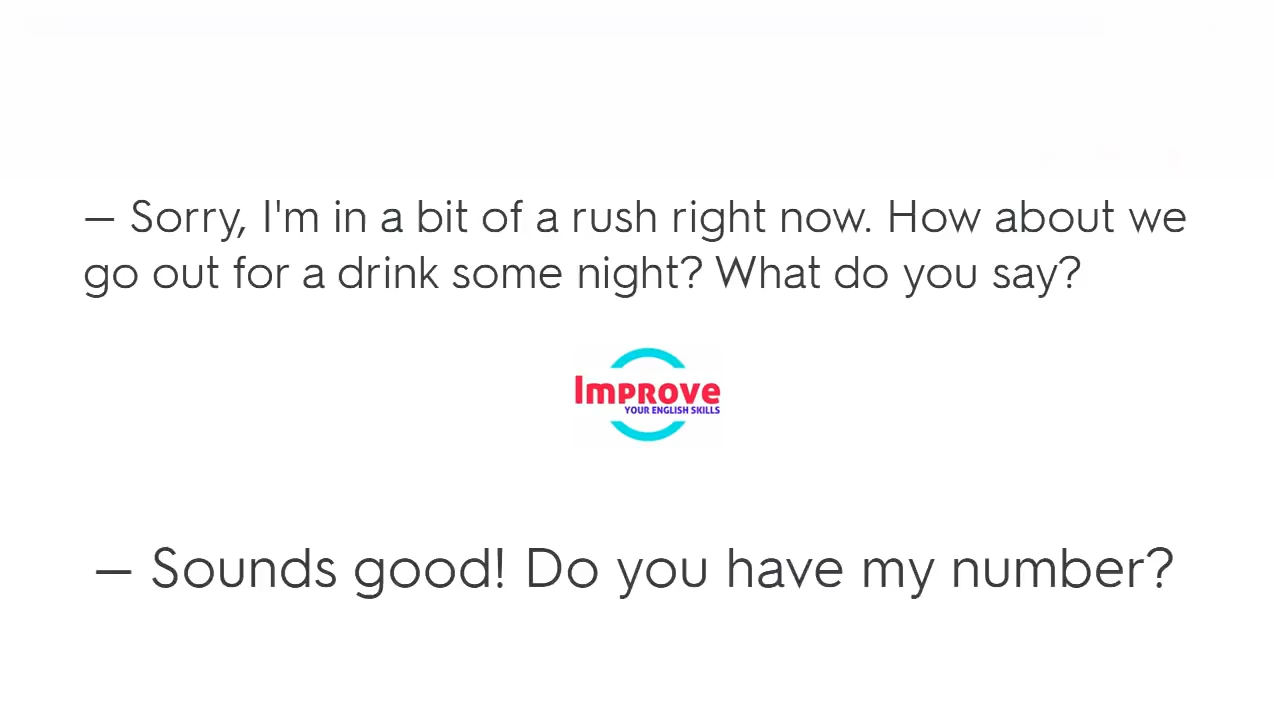 — Sorry, I'm in a bit of a rush right now. How about we
go out for a drink some night? What do you say?
Improve
YOUR ENGLISH SKILLS
— Sounds good! Do you have my number?